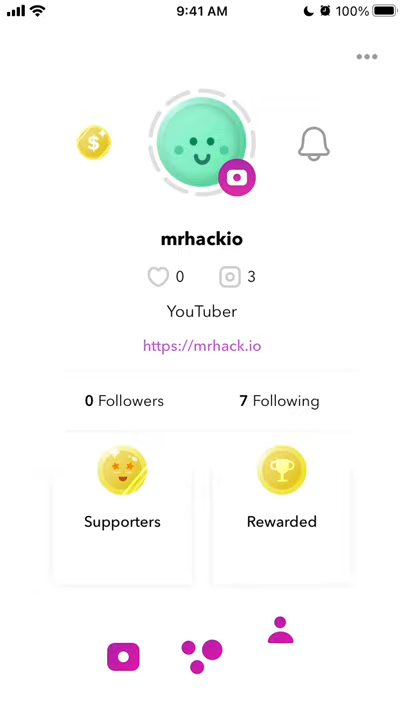 9:41 AM
100%
$
mrhackio
0
3
YouTuber
https://mrhack.io
0 Followers
7 Following
Supporters
Rewarded